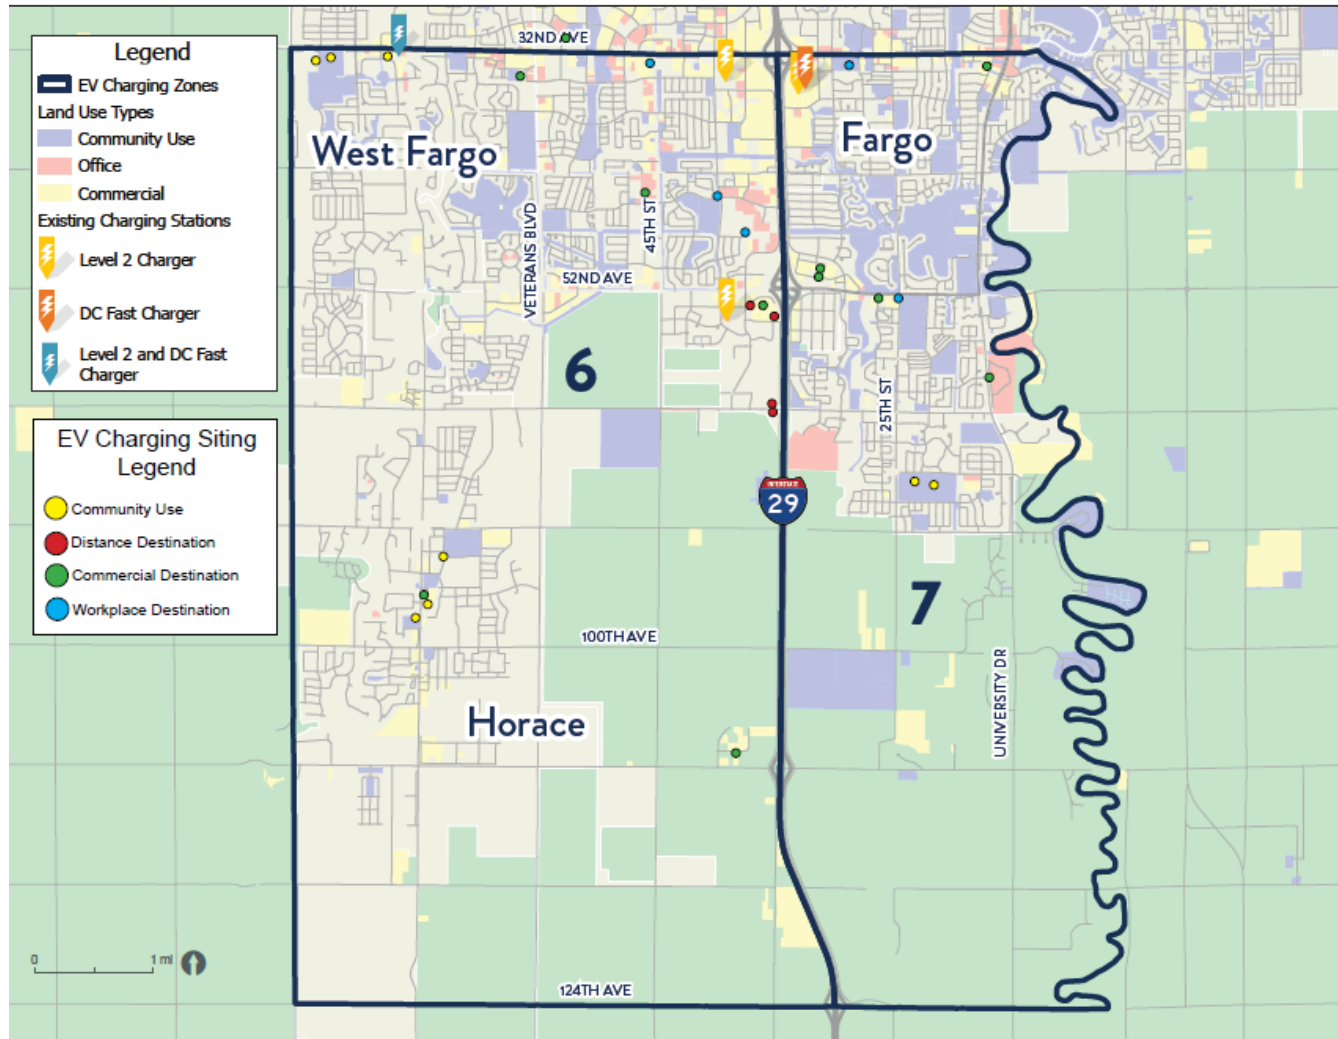 Legend
EV Charging Zones
Land Use Types
Community Use
Office
Commercial
Existing Charging Stations
Level 2 Charger
DC Fast Charger
Level 2 and DC Fast
Charger
EV Charging Siting
Legend
Community Use
Distance Destination
Commercial Destination
Workplace Destination
32ND AVE
West Fargo
Fargo
VETERANS BLVD
45TH ST
52ND AVE
6
25TH ST
INTERSTATE
29
7
100TH AVE
UNIVERSITY DR
Horace
124TH AVE
0
1 mi